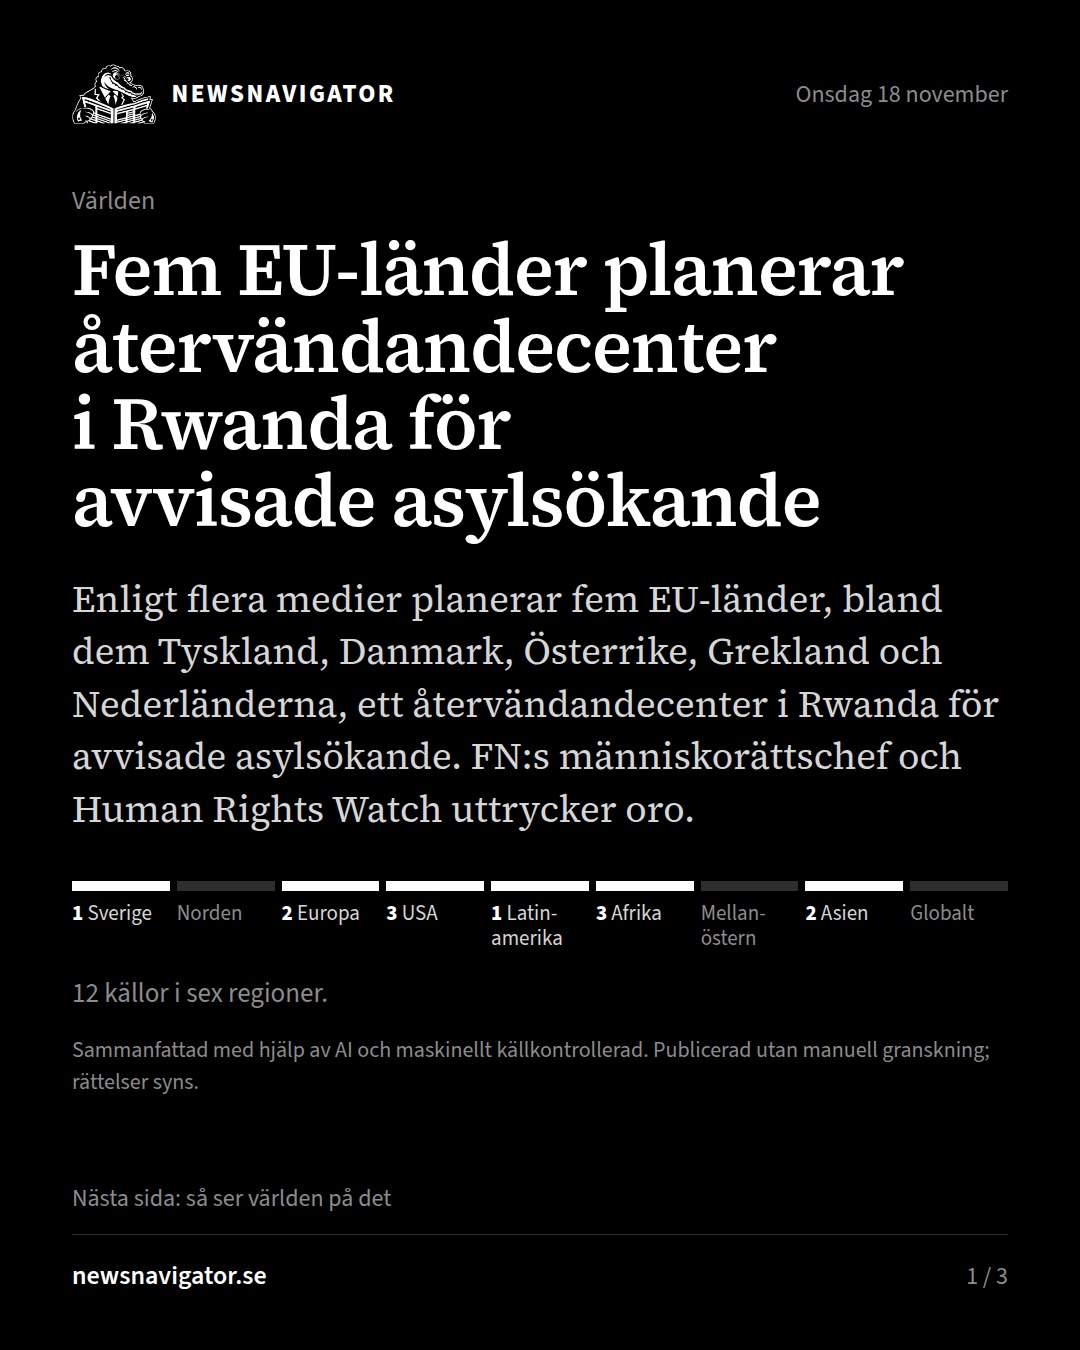 NEWSNAVIGATOR
Onsdag 18 november
Världen
Fem EU-länder planerar
återvändandecenter
i Rwanda för
avvisade asylsökande
Enligt flera medier planerar fem EU-länder, bland
dem Tyskland, Danmark, Österrike, Grekland och
Nederländerna, ett återvändandecenter i Rwanda för
avvisade asylsökande. FN:s människorättschef och
Human Rights Watch uttrycker oro.
1 Sverige
Norden
2 Europa
3 USA
1 Latin-
amerika
3 Afrika
Mellan-
östern
2 Asien
Globalt
12 källor i sex regioner.
Sammanfattad med hjälp av AI och maskinellt källkontrollerad. Publicerad utan manuell granskning;
rättelser syns.
Nästa sida: så ser världen på det
newsnavigator.se
1 / 3